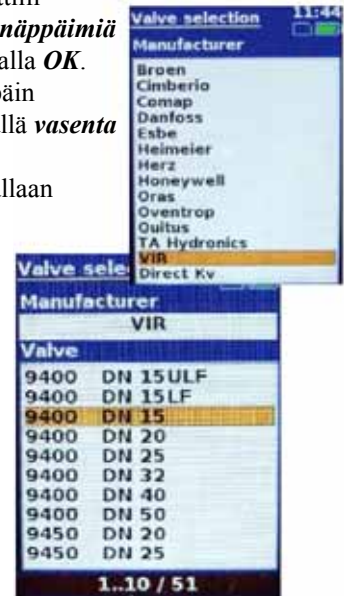 näppäimiä
alla OK.
päin
llä vasenta
allaan
Valve selection 11:44
Manufacturer
Broen
Cimberio
Comap
Danfoss
Esbe
Heimeier
Herz
Honeywell
Oras
Oventrop
Quitus
TA Hydronics
VIR
Direct Kv
Valve sele
Manufacturer
VIR
Valve
9400 DN 15ULF
9400 DN 15LF
9400 DN 15
9400 DN 20
9400 DN 25
9400 DN 32
9400 DN 40
9400 DN 50
9450 DN 20
9450 DN 25
1..10 / 51